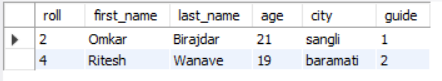 roll first_name last_name age city guide
2 Omkar Birajdar 21 sangli 1
4 Ritesh Wanave 19 baramati 2